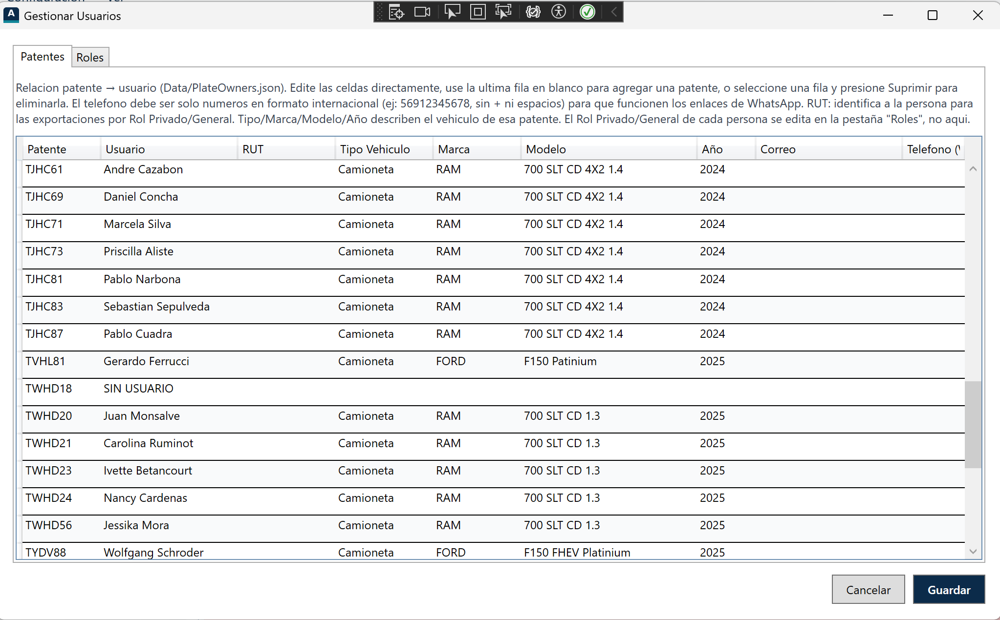 A Gestionar Usuarios
Patentes Roles
Relacion patente → usuario (Data/PlateOwners.json). Edite las celdas directamente, use la ultima fila en blanco para agregar una patente, o seleccione una fila y presione Suprimir para
eliminarla. El telefono debe ser solo numeros en formato internacional (ej: 56912345678, sin + ni espacios) para que funcionen los enlaces de WhatsApp. RUT: identifica a la persona para
las exportaciones por Rol Privado/General. Tipo/Marca/Modelo/Año describen el vehiculo de esa patente. El Rol Privado/General de cada persona se edita en la pestaña "Roles", no aqui.
Patente Usuario RUT Tipo Vehiculo Marca Modelo Año Correo Telefono (
TJHC61 Andre Cazabon Camioneta RAM 700 SLT CD 4X2 1.4 2024
TJHC69 Daniel Concha Camioneta RAM 700 SLT CD 4X2 1.4 2024
TJHC71 Marcela Silva Camioneta RAM 700 SLT CD 4X2 1.4 2024
TJHC73 Priscilla Aliste Camioneta RAM 700 SLT CD 4X2 1.4 2024
TJHC81 Pablo Narbona Camioneta RAM 700 SLT CD 4X2 1.4 2024
TJHC83 Sebastian Sepulveda Camioneta RAM 700 SLT CD 4X2 1.4 2024
TJHC87 Pablo Cuadra Camioneta RAM 700 SLT CD 4X2 1.4 2024
TVHL81 Gerardo Ferrucci Camioneta FORD F150 Patinium 2025
TWHD18 SIN USUARIO
TWHD20 Juan Monsalve Camioneta RAM 700 SLT CD 1.3 2025
TWHD21 Carolina Ruminot Camioneta RAM 700 SLT CD 1.3 2025
TWHD23 Ivette Betancourt Camioneta RAM 700 SLT CD 1.3 2025
TWHD24 Nancy Cardenas Camioneta RAM 700 SLT CD 1.3 2025
TWHD56 Jessika Mora Camioneta RAM 700 SLT CD 1.3 2025
TYDV88 Wolfgang Schroder Camioneta FORD F150 FHEV Platinium 2025
Cancelar Guardar